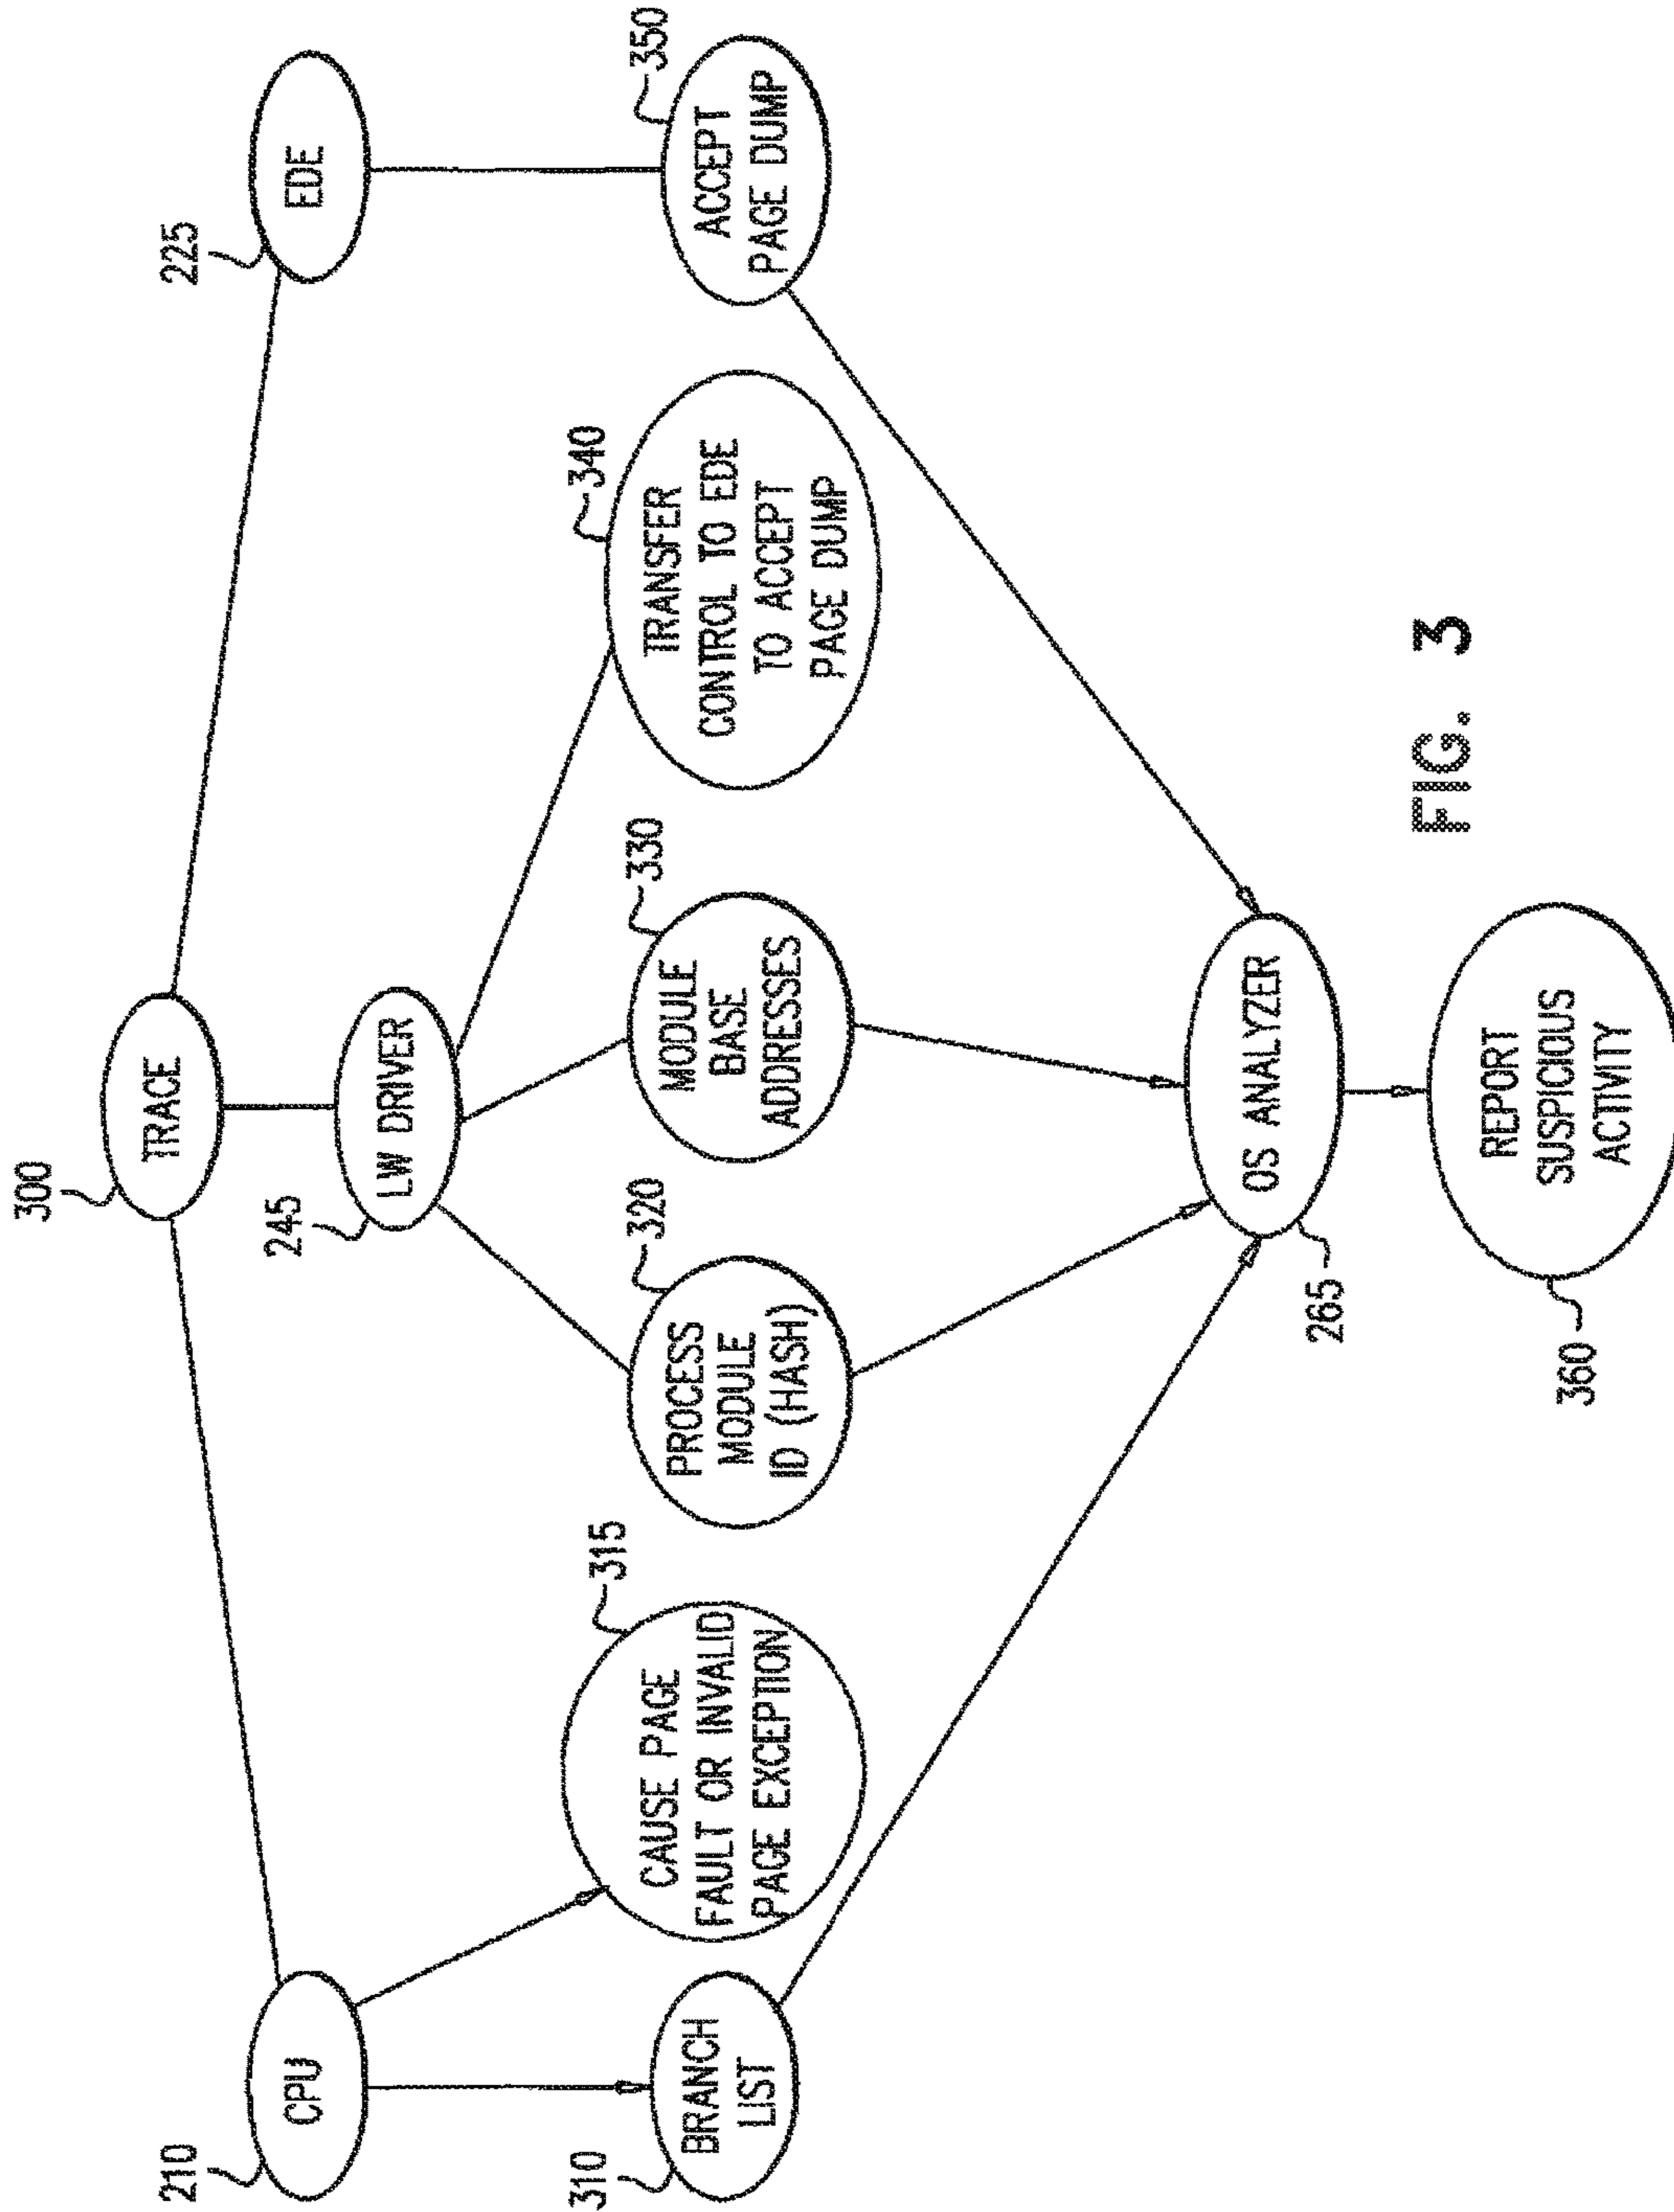 300
TRACE
210
CPU
245
LW DRIVER
225
EDE
310
BRANCH
LIST
315
CAUSE PAGE
FAULT OR INVALID
PAGE EXCEPTION
320
PROCESS
MODULE
ID (HASH)
330
MODULE
BASE
ADDRESSES
340
TRANSFER
CONTROL TO EDE
TO ACCEPT
PAGE DUMP
350
ACCEPT
PAGE DUMP
265
OS ANALYZER
360
REPORT
SUSPICIOUS
ACTIVITY
FIG. 3